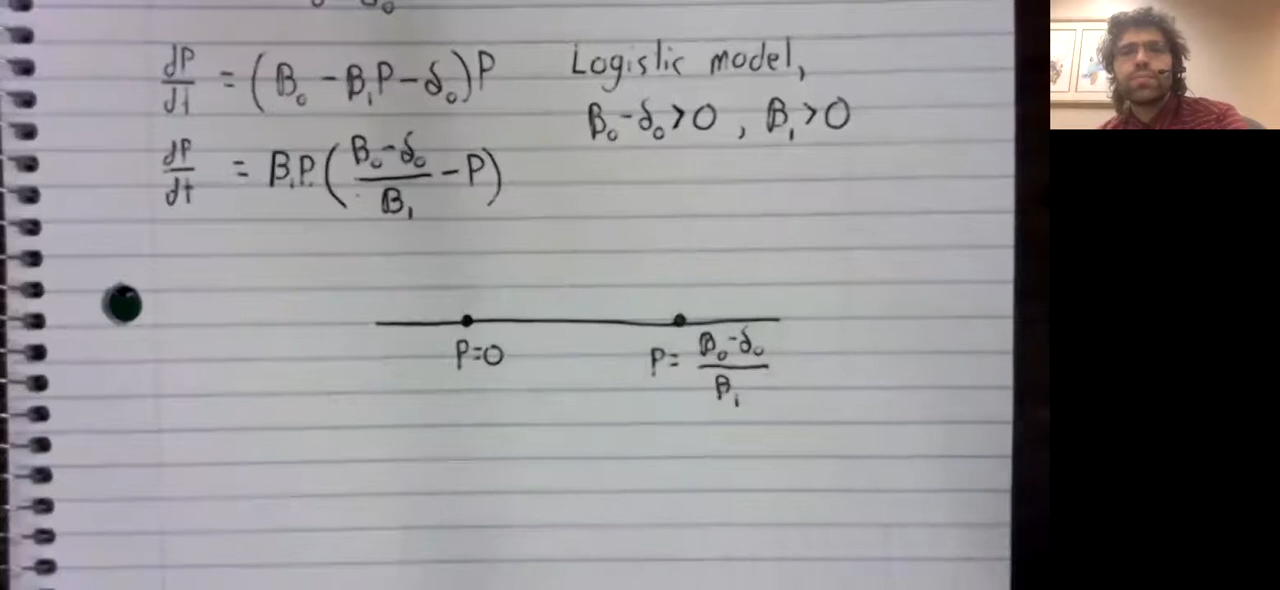 dP/dt = (β₀ - β₁P - δ₀)P Logistic model,
β₀-δ₀>0 , β₁>0
dP/dt = β₁P(β₀-δ₀/β₁ - P)
P=0 P= β₀-δ₀/β₁